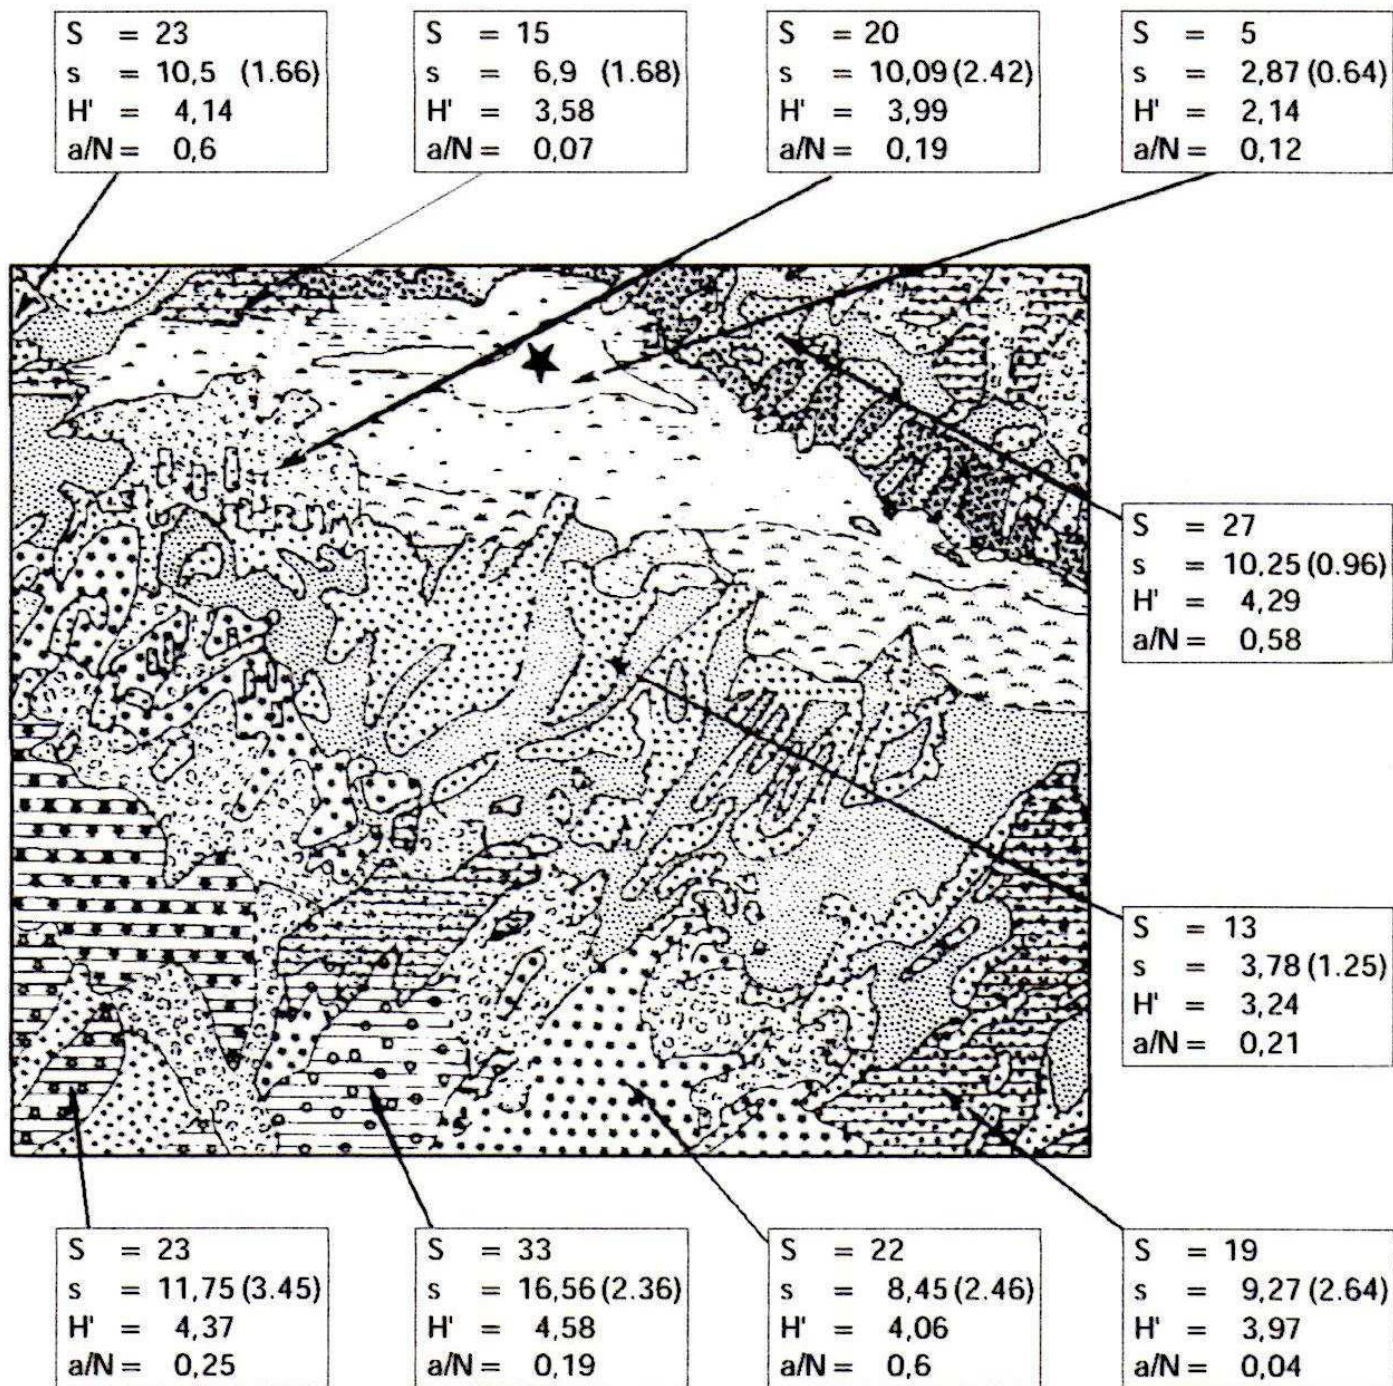 S = 23
s = 10,5 (1.66)
H' = 4,14
a/N = 0,6
S = 15
s = 6,9 (1.68)
H' = 3,58
a/N = 0,07
S = 20
s = 10,09 (2.42)
H' = 3,99
a/N = 0,19
S = 5
s = 2,87 (0.64)
H' = 2,14
a/N = 0,12
S = 27
s = 10,25 (0.96)
H' = 4,29
a/N = 0,58
S = 13
s = 3,78 (1.25)
H' = 3,24
a/N = 0,21
S = 23
s = 11,75 (3.45)
H' = 4,37
a/N = 0,25
S = 33
s = 16,56 (2.36)
H' = 4,58
a/N = 0,19
S = 22
s = 8,45 (2.46)
H' = 4,06
a/N = 0,6
S = 19
s = 9,27 (2.64)
H' = 3,97
a/N = 0,04